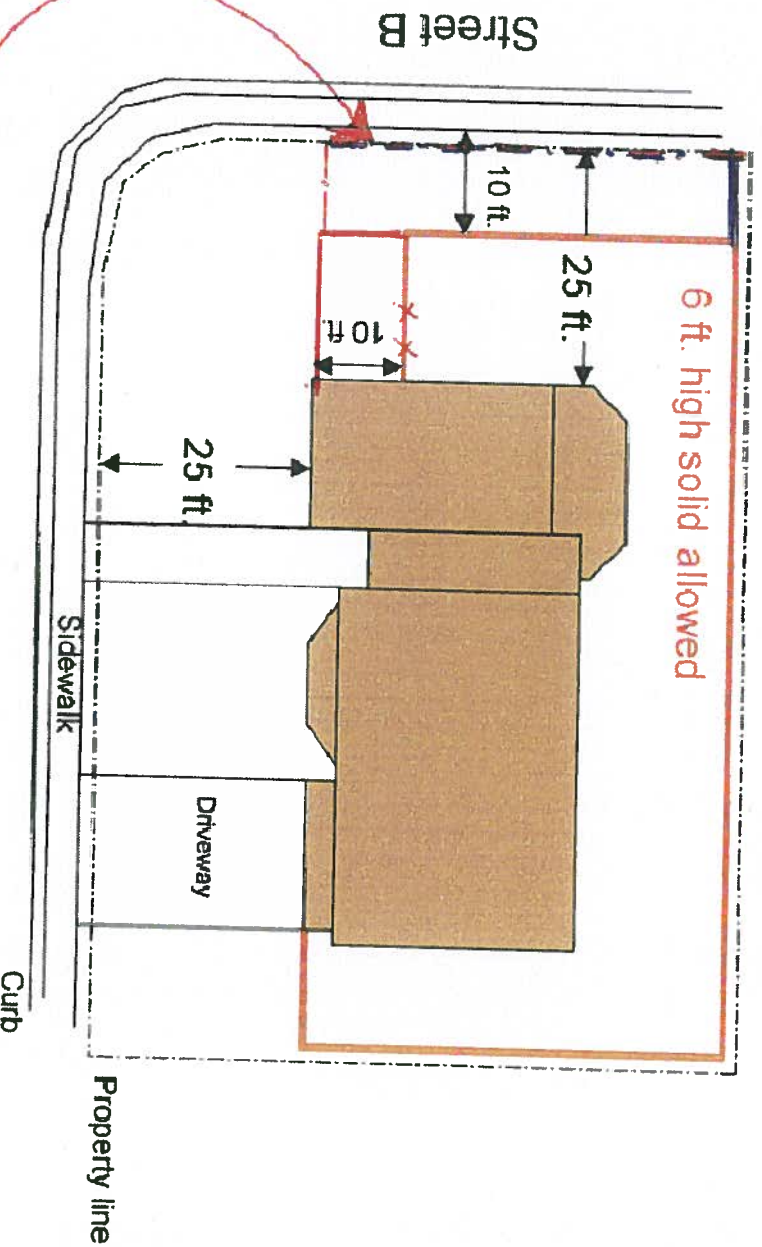 Street B
10 ft.
25 ft.
6 ft. high solid allowed
10 ft.
25 ft.
Sidewalk
Driveway
Curb
Property line